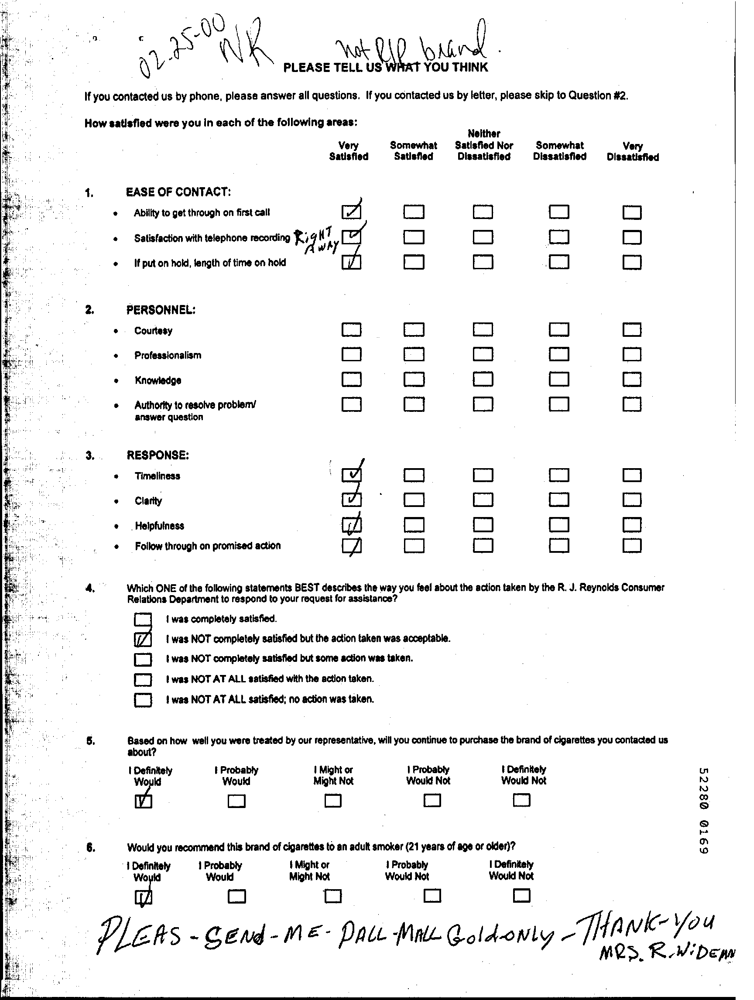 02-25-00 NR not RJR brand.
PLEASE TELL US WHAT YOU THINK
If you contacted us by phone, please answer all questions. If you contacted us by letter, please skip to Question #2.
How satisfied were you in each of the following areas:
Very Satisfied Somewhat Satisfied Neither Satisfied Nor Dissatisfied Somewhat Dissatisfied Very Dissatisfied
1. EASE OF CONTACT:
• Ability to get through on first call
• Satisfaction with telephone recording RigHT AWAY
• If put on hold, length of time on hold
2. PERSONNEL:
• Courtesy
• Professionalism
• Knowledge
• Authority to resolve problem/
answer question
3. RESPONSE:
• Timeliness
• Clarity
• Helpfulness
• Follow through on promised action
4. Which ONE of the following statements BEST describes the way you feel about the action taken by the R. J. Reynolds Consumer
Relations Department to respond to your request for assistance?
I was completely satisfied.
I was NOT completely satisfied but the action taken was acceptable.
I was NOT completely satisfied but some action was taken.
I was NOT AT ALL satisfied with the action taken.
I was NOT AT ALL satisfied; no action was taken.
5. Based on how well you were treated by our representative, will you continue to purchase the brand of cigarettes you contacted us
about?
I Definitely Would I Probably Would I Might or Might Not I Probably Would Not I Definitely Would Not
6. Would you recommend this brand of cigarettes to an adult smoker (21 years of age or older)?
I Definitely Would I Probably Would I Might or Might Not I Probably Would Not I Definitely Would Not
PLEAS-SENd-ME-PALL-MALL Gold-ONLY-THANK-YOU
MRS. R. WiDEAN
52280 0169